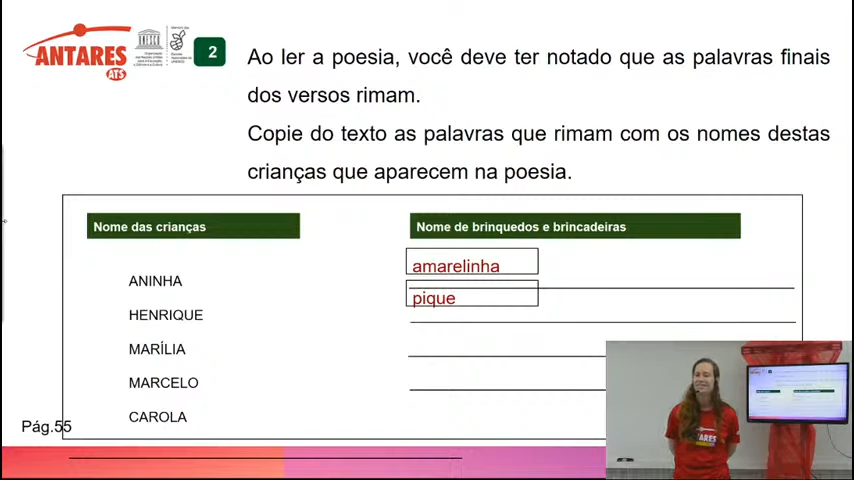 ANTARES
ATS
UNESCO
2
Ao ler a poesia, você deve ter notado que as palavras finais
dos versos rimam.
Copie do texto as palavras que rimam com os nomes destas
crianças que aparecem na poesia.
Nome das crianças
Nome de brinquedos e brincadeiras
amarelinha
ANINHA
pique
HENRIQUE
MARÍLIA
MARCELO
CAROLA
Pág.55